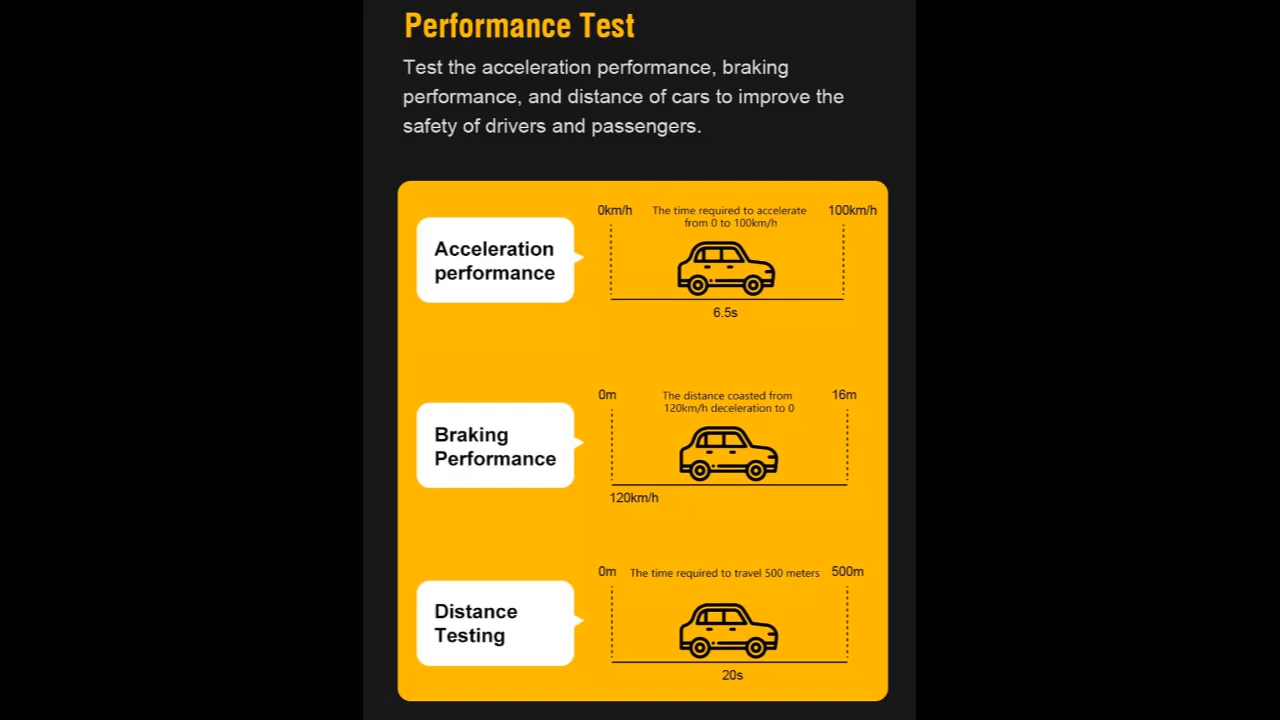 Performance Test
Test the acceleration performance, braking
performance, and distance of cars to improve the
safety of drivers and passengers.
0km/h
The time required to accelerate
from 0 to 100km/h
100km/h
Acceleration
performance
6.5s
0m
The distance coasted from
120km/h deceleration to 0
16m
Braking
Performance
120km/h
0m
The time required to travel 500 meters
500m
Distance
Testing
20s